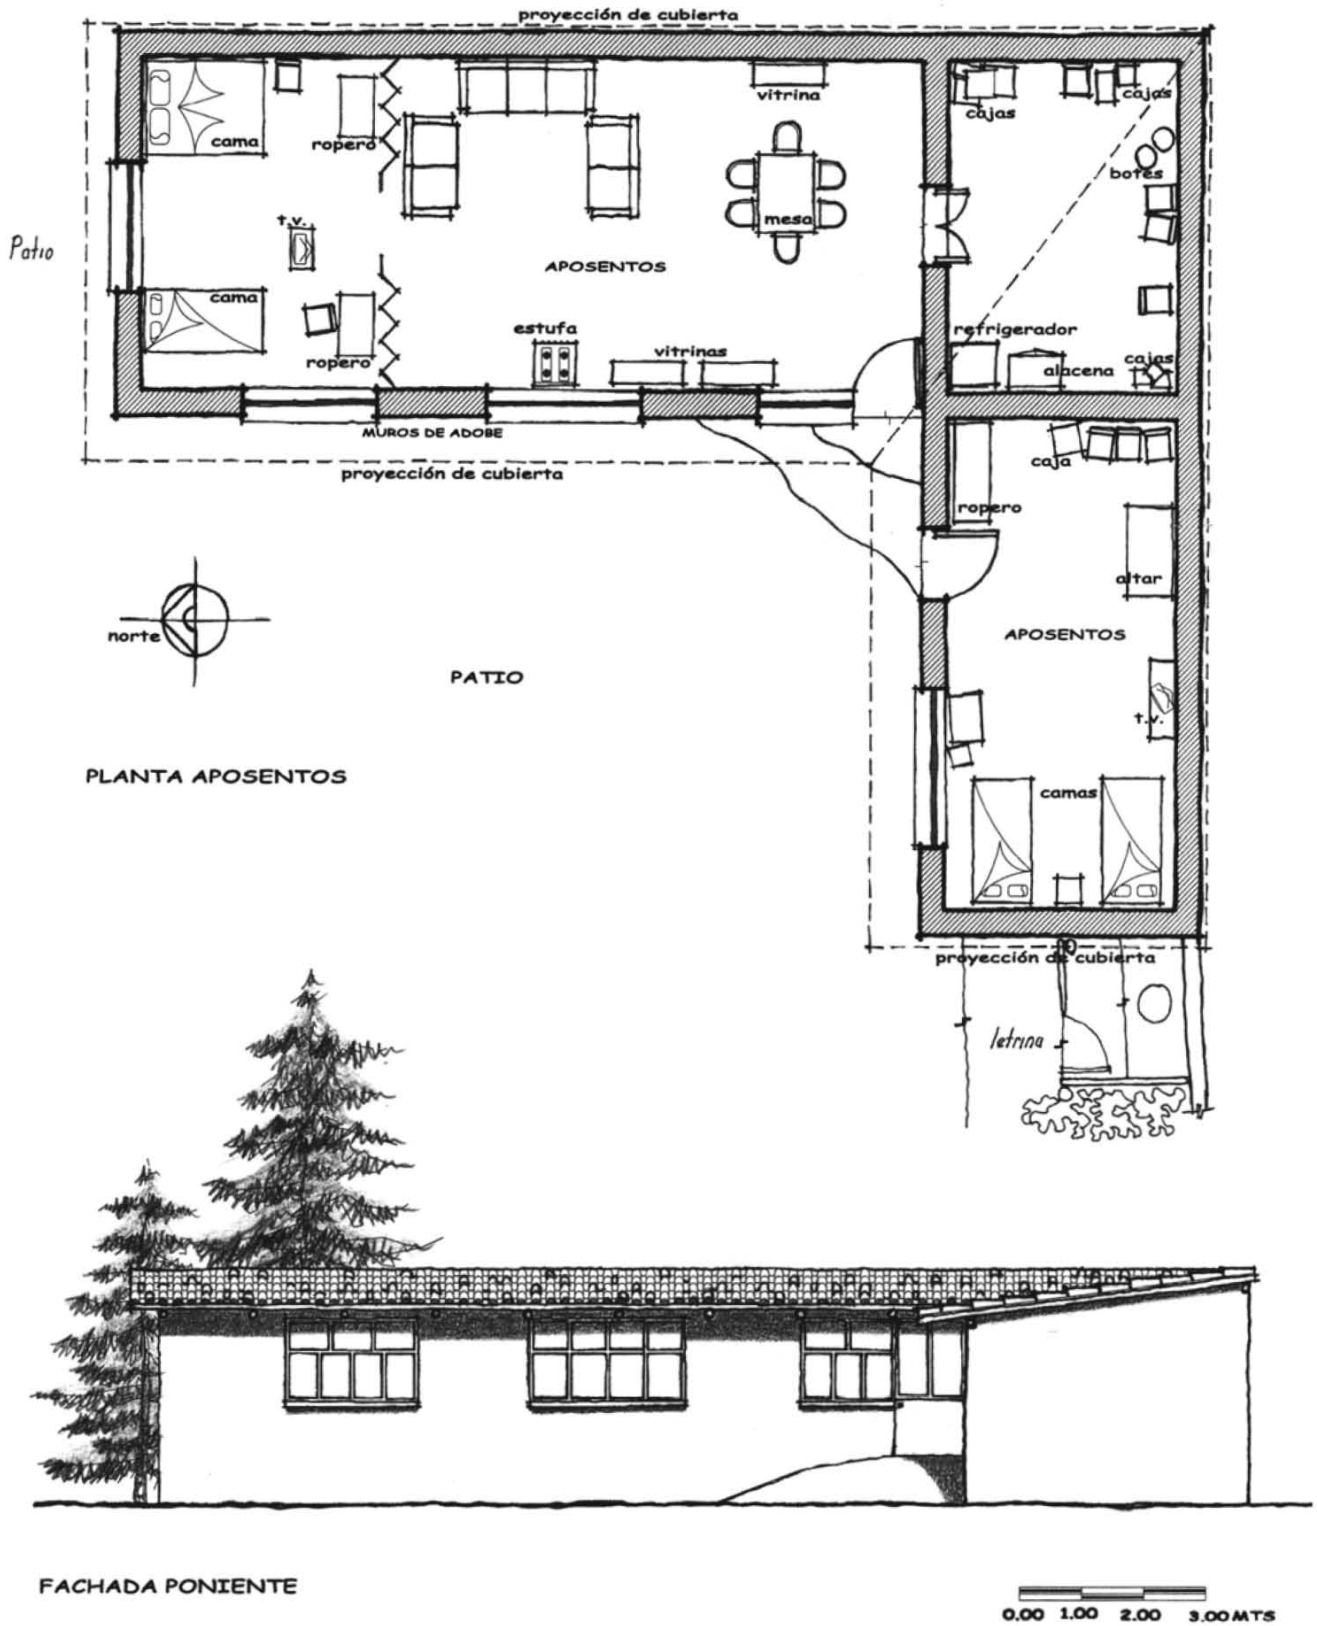 proyección de cubierta
vitrina
cajas
cajas
cama
ropero
botes
t.v.
mesa
Patio
APOSENTOS
cama
estufa
refrigerador
vitrinas
cajas
ropero
alacena
MUROS DE ADOBE
caja
proyección de cubierta
ropero
altar
norte
APOSENTOS
PATIO
t.v.
PLANTA APOSENTOS
camas
proyección de cubierta
letrina
FACHADA PONIENTE
0.00 1.00 2.00 3.00 MTS